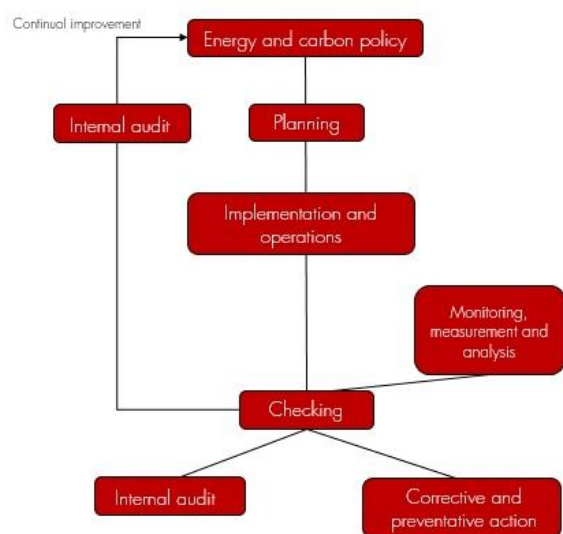 Continual improvement
Energy and carbon policy
Internal audit
Planning
Implementation and
operations
Monitoring,
measurement and
analysis
Checking
Internal audit
Corrective and
preventative action